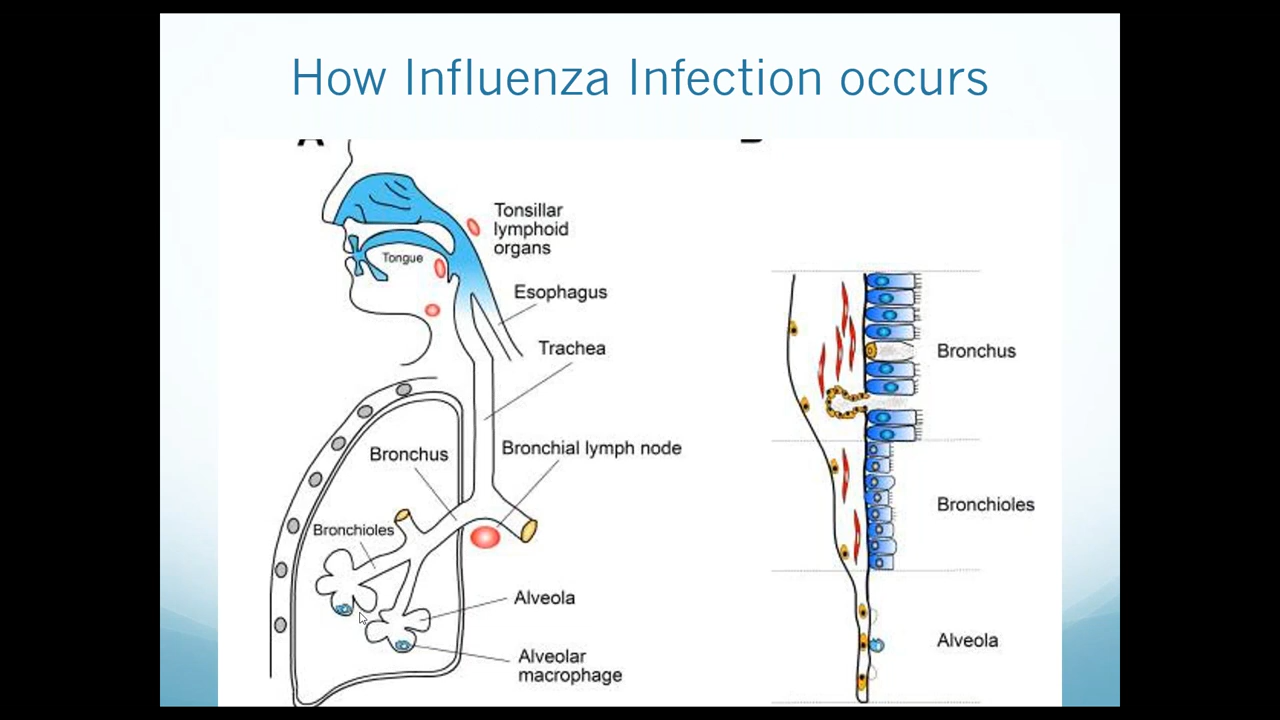 How Influenza Infection occurs
Tonsillar
lymphoid
organs
Tongue
Esophagus
Trachea
Bronchus
Bronchial lymph node
Bronchioles
Alveola
Alveolar
macrophage
Bronchus
Bronchioles
Alveola